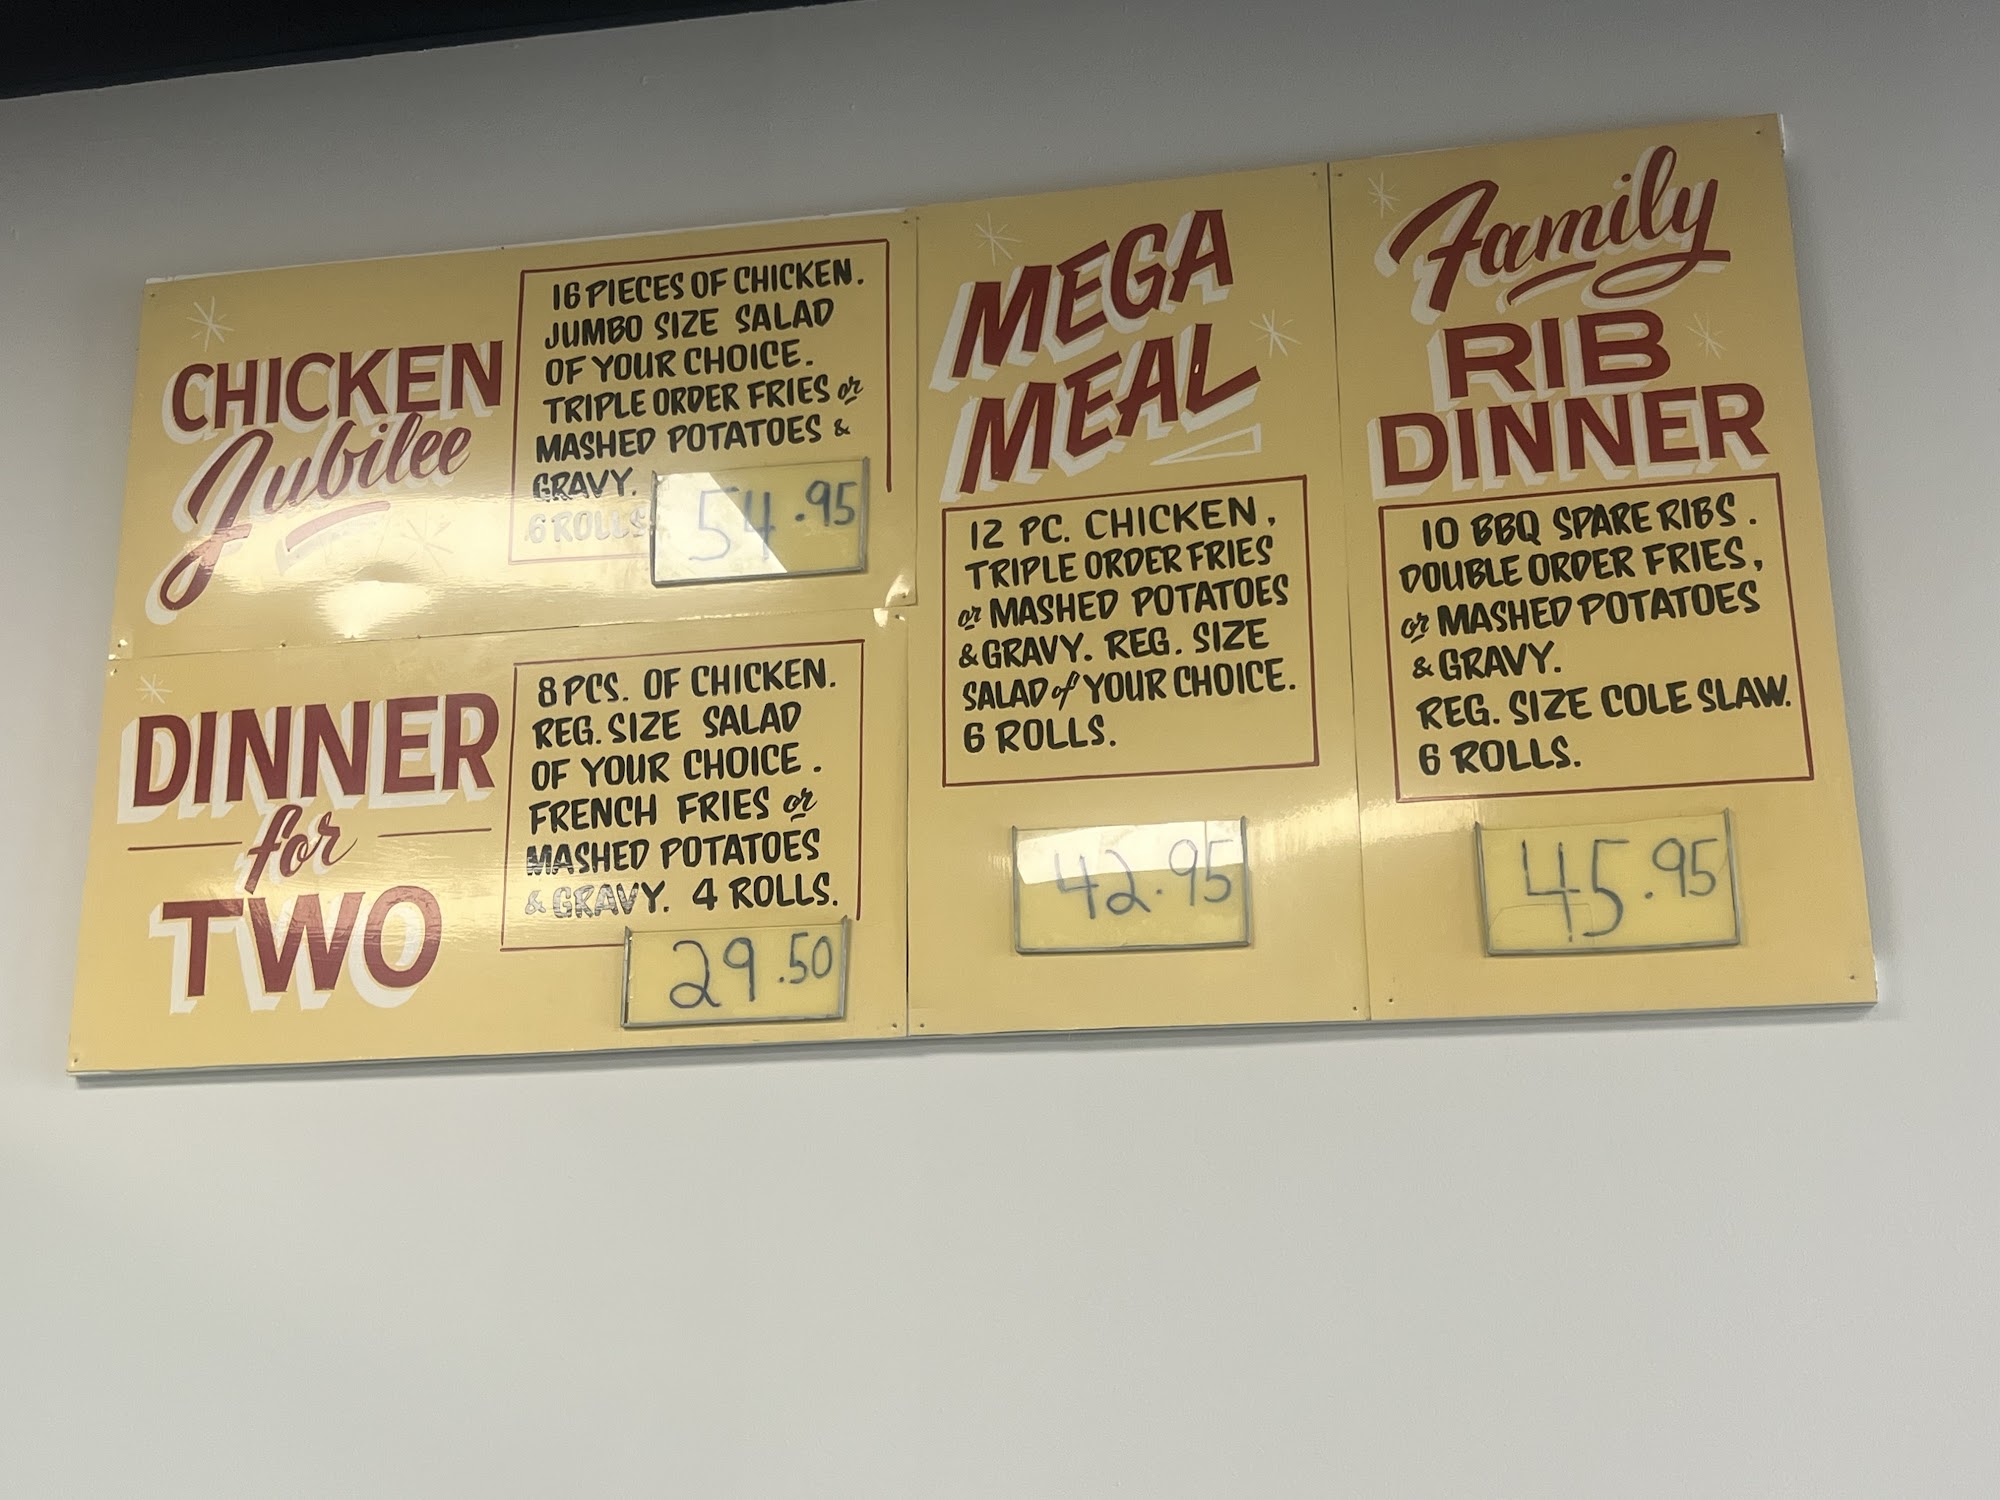 CHICKEN
Jubilee
16 PIECES OF CHICKEN.
JUMBO SIZE SALAD
OF YOUR CHOICE.
TRIPLE ORDER FRIES or
MASHED POTATOES &
GRAVY.
6 ROLLS
54.95
DINNER
for
TWO
8 PCS. OF CHICKEN.
REG. SIZE SALAD
OF YOUR CHOICE.
FRENCH FRIES or
MASHED POTATOES
& GRAVY. 4 ROLLS.
29.50
MEGA
MEAL
12 PC. CHICKEN,
TRIPLE ORDER FRIES
or MASHED POTATOES
& GRAVY. REG. SIZE
SALAD of YOUR CHOICE.
6 ROLLS.
42.95
Family
RIB
DINNER
10 BBQ SPARE RIBS.
DOUBLE ORDER FRIES,
or MASHED POTATOES
& GRAVY.
REG. SIZE COLE SLAW.
6 ROLLS.
45.95